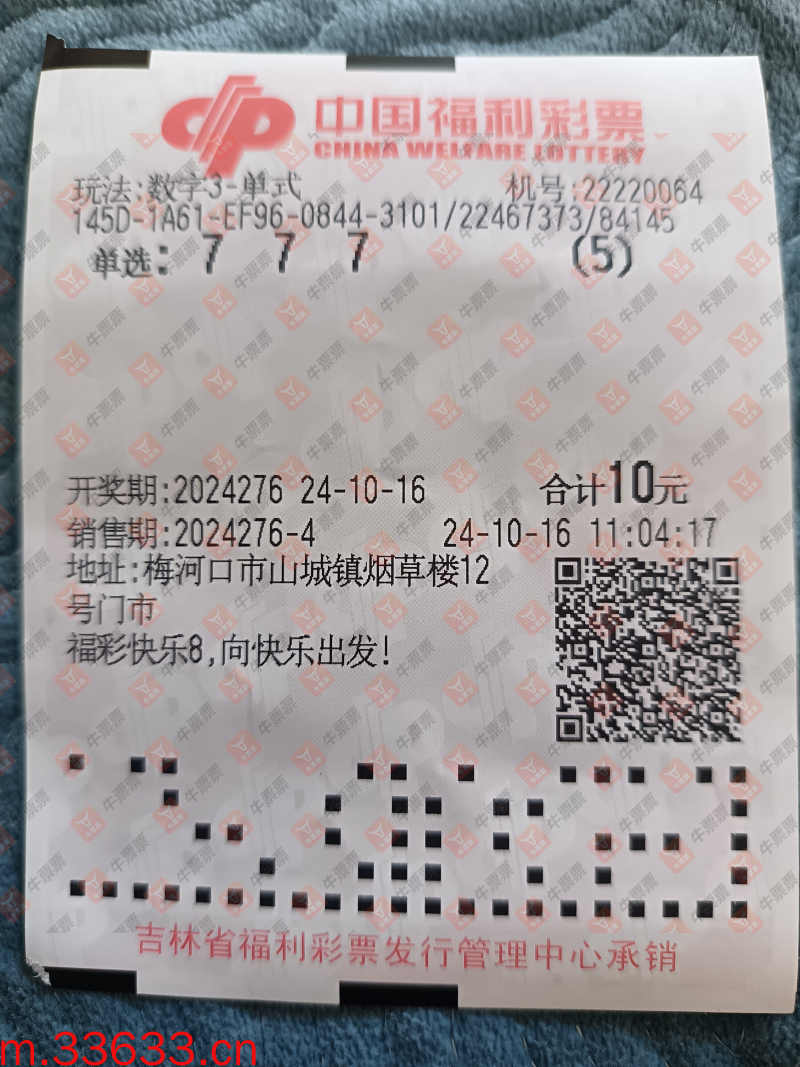 中国福利彩票
CHINA WELFARE LOTTERY
玩法:数字3-单式 机号:22220064
145D-1A61-EF96-0844-3101/22467373/84145
单选: 7 7 7 (5)
开奖期:2024276 24-10-16 合计10元
销售期:2024276-4 24-10-16 11:04:17
地址:梅河口市山城镇烟草楼12
号门市
福彩快乐8,向快乐出发!
吉林省福利彩票发行管理中心承销
牛票票
m.33633.cn